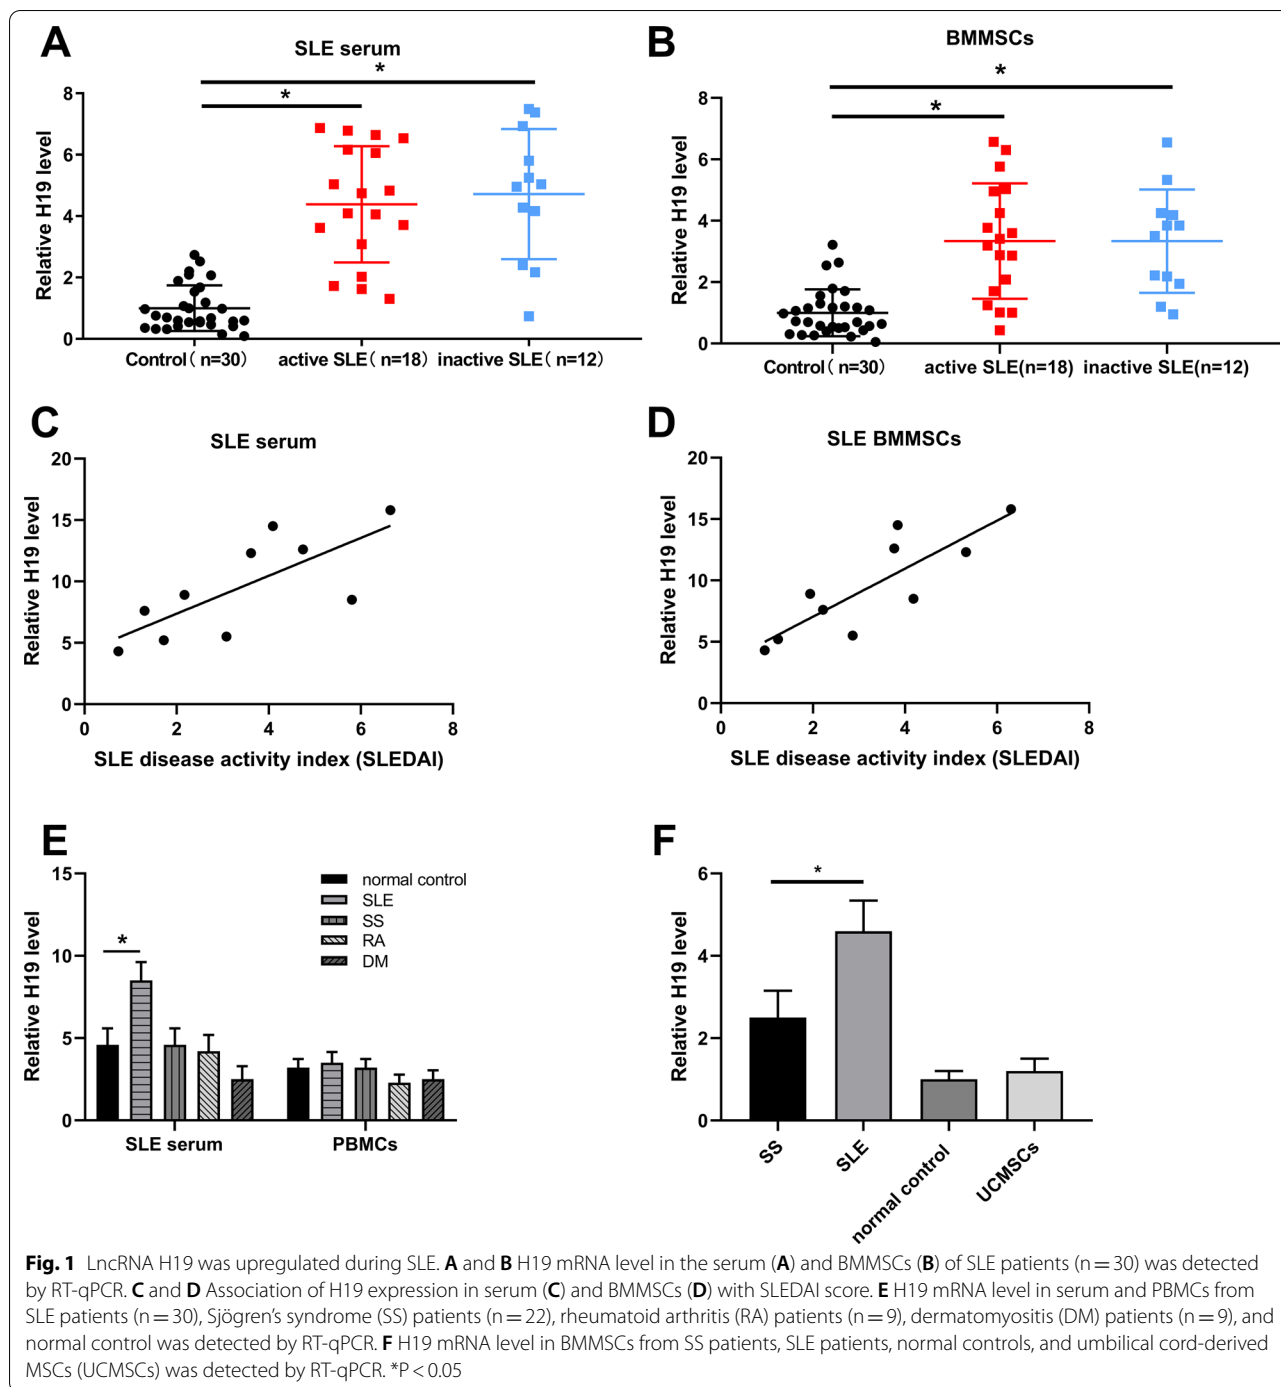 A
SLE serum
*
*
Relative H19 level
8
6
4
2
0
Control（n=30）
active SLE（n=18）
inactive SLE（n=12）
B
BMMSCs
*
*
Relative H19 level
8
6
4
2
0
Control（n=30）
active SLE(n=18)
inactive SLE(n=12)
C
SLE serum
Relative H19 level
20
15
10
5
0
0
2
4
6
8
SLE disease activity index (SLEDAI)
D
SLE BMMSCs
Relative H19 level
20
15
10
5
0
0
2
4
6
8
SLE disease activity index (SLEDAI)
E
Relative H19 level
15
10
5
0
*
normal control
SLE
SS
RA
DM
SLE serum
PBMCs
F
Relative H19 level
6
4
2
0
*
SS
SLE
normal control
UCMSCs
Fig. 1 LncRNA H19 was upregulated during SLE. A and B H19 mRNA level in the serum (A) and BMMSCs (B) of SLE patients (n = 30) was detected
by RT-qPCR. C and D Association of H19 expression in serum (C) and BMMSCs (D) with SLEDAI score. E H19 mRNA level in serum and PBMCs from
SLE patients (n = 30), Sjögren's syndrome (SS) patients (n = 22), rheumatoid arthritis (RA) patients (n = 9), dermatomyositis (DM) patients (n = 9), and
normal control was detected by RT-qPCR. F H19 mRNA level in BMMSCs from SS patients, SLE patients, normal controls, and umbilical cord-derived
MSCs (UCMSCs) was detected by RT-qPCR. *P < 0.05